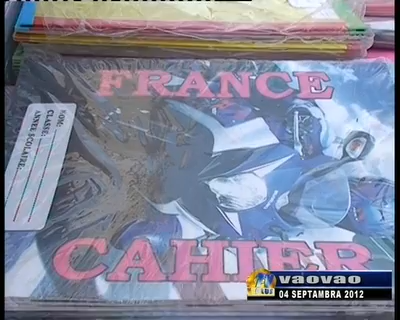 FRANCE
NOM:
CLASSE:
ANNEE SCOLAIRE:
CAHIER
vaovao
04 SEPTAMBRA 2012